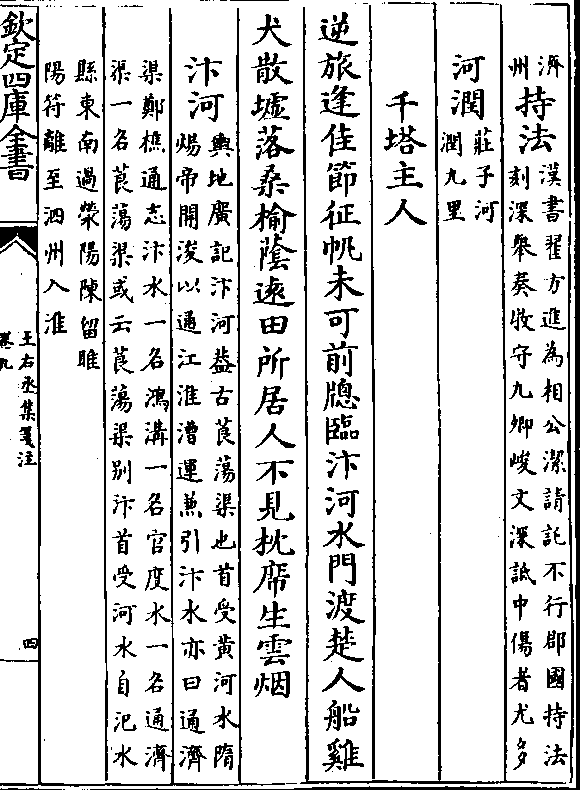 濟州 持法 漢書翟方進為相公潔請託不行郡國持法
刻深舉奏牧守九卿峻文深詆中傷者尤多
河潤 莊子河
潤九里
千塔主人
逆旅逢佳節征帆未可前牕臨汴河水門渡楚人船雞
犬散墟落桑榆蔭遠田所居人不見枕席生雲烟
汴河 輿地廣記汴河葢古莨蕩渠也首受黃河水隋
煬帝開浚以通江淮漕運兼引汴水亦曰通濟
渠鄭樵通志汴水一名鴻溝一名官度水一名通濟
渠一名莨蕩渠或云莨蕩渠别汴首受河水自汜水
縣東南過滎陽陳留睢
陽符離至泗州入淮
欽定四庫全書
王右丞集箋注
卷九
四